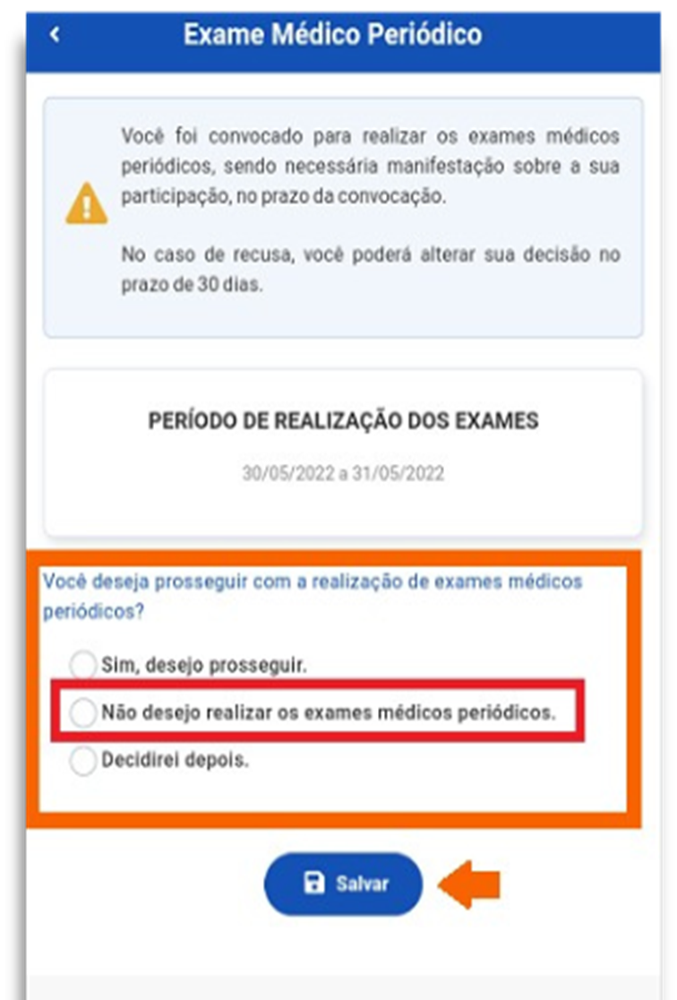 Exame Médico Periódico
Você foi convocado para realizar os exames médicos
periódicos, sendo necessária manifestação sobre a sua
participação, no prazo da convocação.
No caso de recusa, você poderá alterar sua decisão no
prazo de 30 dias.
PERÍODO DE REALIZAÇÃO DOS EXAMES
30/05/2022 a 31/05/2022
Você deseja prosseguir com a realização de exames médicos
periódicos?
Sim, desejo prosseguir.
Não desejo realizar os exames médicos periódicos.
Decidirei depois.
Salvar